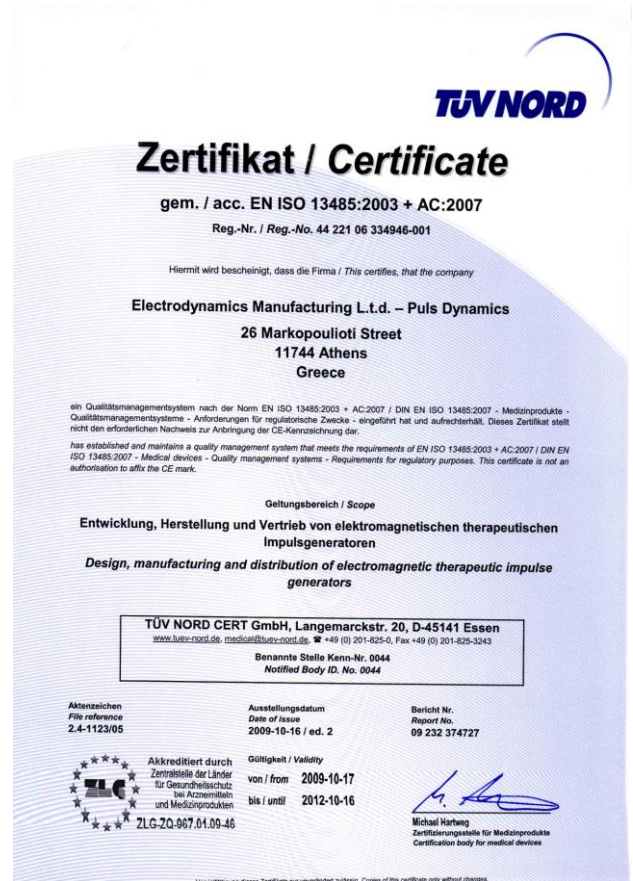 TÜV NORD
Zertifikat / Certificate
gem. / acc. EN ISO 13485:2003 + AC:2007
Reg.-Nr. / Reg.-No. 44 221 06 334946-001
Hiermit wird bescheinigt, dass die Firma / This certifies, that the company
Electrodynamics Manufacturing L.t.d. – Puls Dynamics
26 Markopoulioti Street
11744 Athens
Greece
ein Qualitätsmanagementsystem nach der Norm EN ISO 13485:2003 + AC:2007 / DIN EN ISO 13485:2007 - Medizinprodukte -
Qualitätsmanagementsysteme - Anforderungen für regulatorische Zwecke - eingeführt hat und aufrechterhält. Dieses Zertifikat stellt
nicht den erforderlichen Nachweis zur Anbringung der CE-Kennzeichnung dar.
has established and maintains a quality management system that meets the requirements of EN ISO 13485:2003 + AC:2007 / DIN EN
ISO 13485:2007 - Medical devices - Quality management systems - Requirements for regulatory purposes. This certificate is not an
authorisation to affix the CE mark.
Geltungsbereich / Scope
Entwicklung, Herstellung und Vertrieb von elektromagnetischen therapeutischen
Impulsgeneratoren
Design, manufacturing and distribution of electromagnetic therapeutic impulse
generators
TÜV NORD CERT GmbH, Langemarckstr. 20, D-45141 Essen
www.tuev-nord.de, medical@tuev-nord.de, ☎ +49 (0) 201-825-0, Fax +49 (0) 201-825-3243
Benannte Stelle Kenn-Nr. 0044
Notified Body ID. No. 0044
Aktenzeichen
File reference
2.4-1123/05
Ausstellungsdatum
Date of issue
2009-10-16 / ed. 2
Bericht Nr.
Report No.
09 232 374727
ZLG
Akkreditiert durch
Zentralstelle der Länder
für Gesundheitsschutz
bei Arzneimitteln
und Medizinprodukten
ZLG-ZQ-967.01.09-46
Gültigkeit / Validity
von / from 2009-10-17
bis / until 2012-10-16
Michael Hartweg
Zertifizierungsstelle für Medizinprodukte
Certification body for medical devices
Copies of this certificate only without changes.